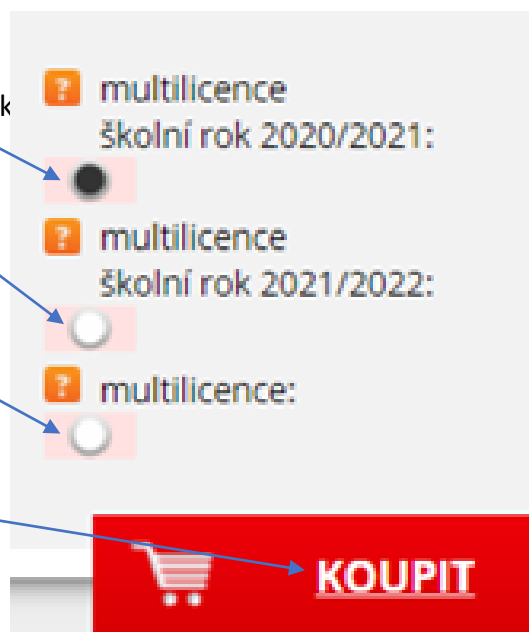 k
? multilicence
školní rok 2020/2021:
? multilicence
školní rok 2021/2022:
? multilicence:
KOUPIT